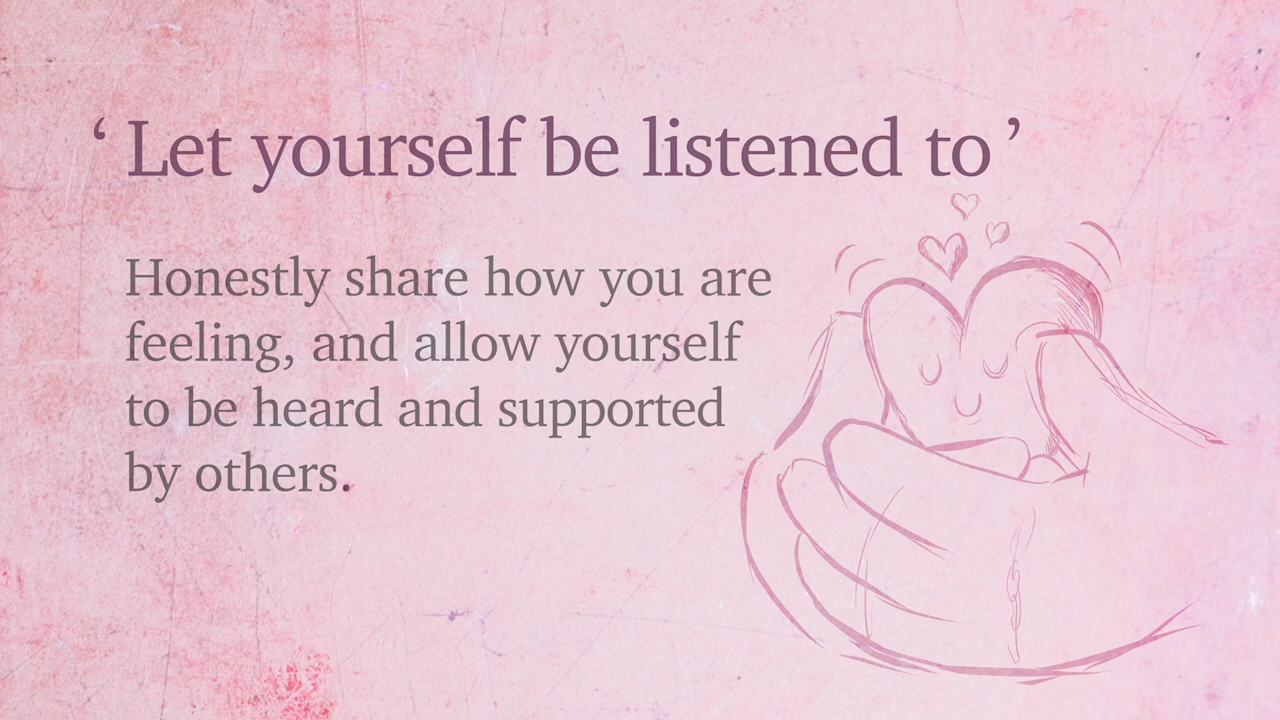 ‘ Let yourself be listened to ’
Honestly share how you are
feeling, and allow yourself
to be heard and supported
by others.